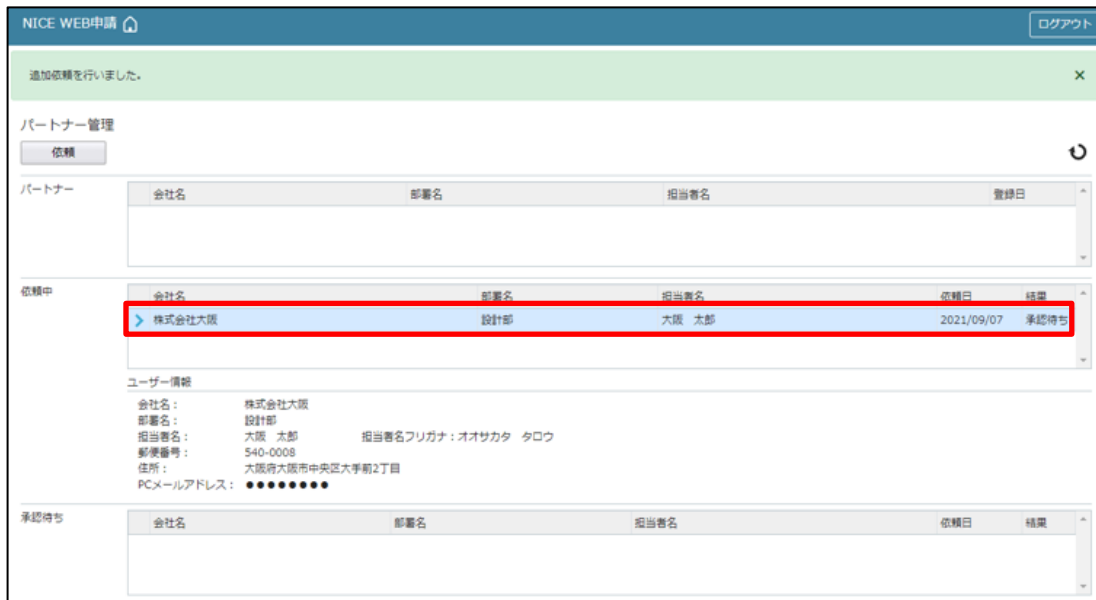 NICE WEB申請 ログアウト
追加依頼を行いました。 ×
パートナー管理
依頼
パートナー 会社名 部署名 担当者名 登録日
依頼中 会社名 部署名 担当者名 依頼日 結果
株式会社大阪 設計部 大阪 太郎 2021/09/07 承認待ち
ユーザー情報
会社名: 株式会社大阪
部署名: 設計部
担当者名: 大阪 太郎 担当者名フリガナ:オオサカタ タロウ
郵便番号: 540-0008
住所: 大阪府大阪市中央区大手前2丁目
PCメールアドレス: ●●●●●●●●
承認待ち 会社名 部署名 担当者名 依頼日 結果